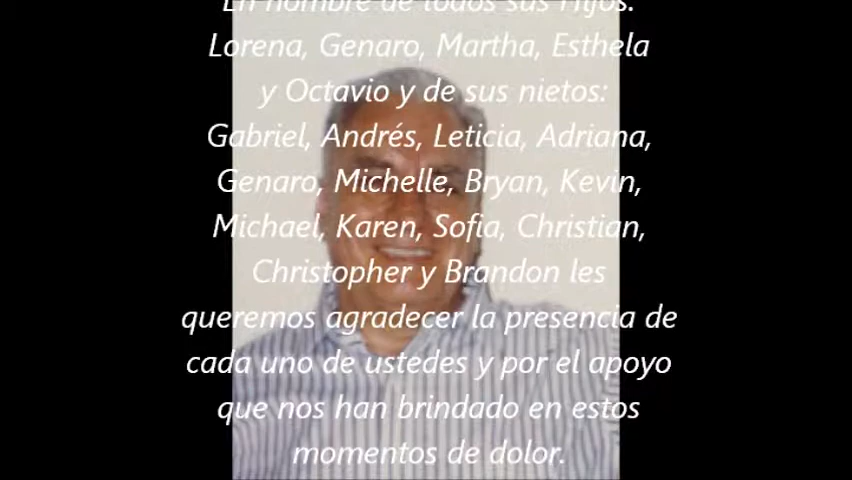 En nombre de todos sus Hijos:
Lorena, Genaro, Martha, Esthela
y Octavio y de sus nietos:
Gabriel, Andrés, Leticia, Adriana,
Genaro, Michelle, Bryan, Kevin,
Michael, Karen, Sofia, Christian,
Christopher y Brandon les
queremos agradecer la presencia de
cada uno de ustedes y por el apoyo
que nos han brindado en estos
momentos de dolor.